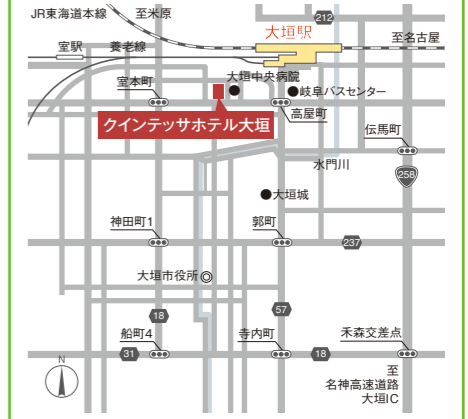 JR東海道本線
至米原
212
大垣駅
至名古屋
室駅
養老線
室本町
大垣中央病院
岐阜バスセンター
高屋町
クインテッサホテル大垣
伝馬町
水門川
258
大垣城
神田町1
郭町
237
大垣市役所
18
57
船町4
寺内町
禾森交差点
31
18
N
至
名神高速道路
大垣IC